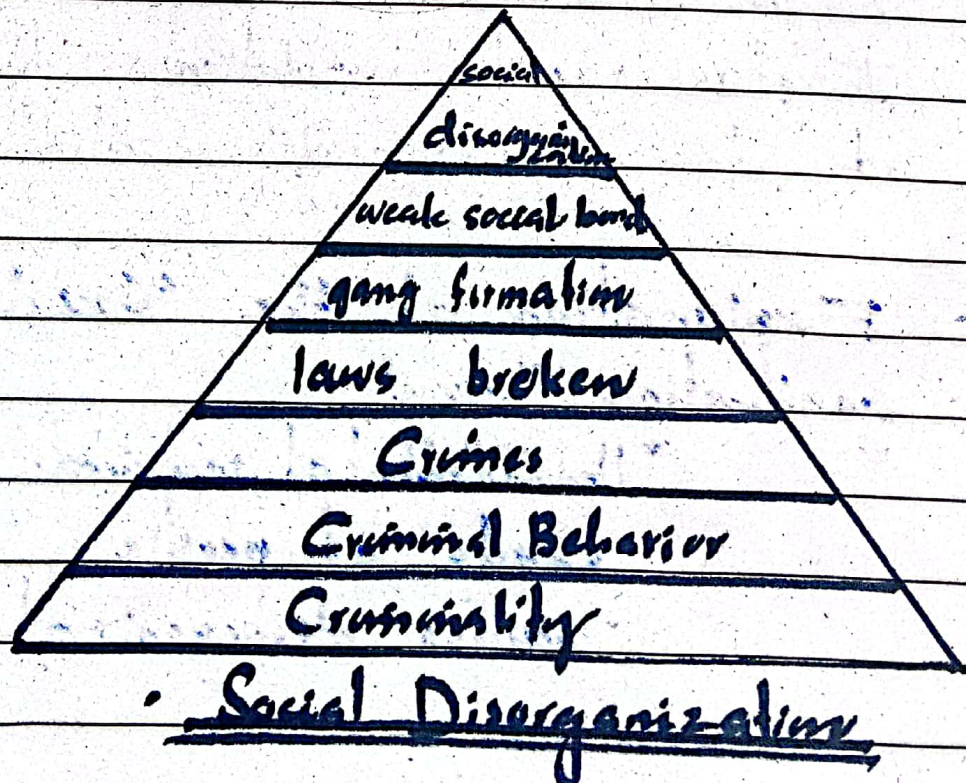 social
disorganization
weak social bond
gang formation
laws broken
Crimes
Criminal Behavior
Criminality
· Social Disorganization